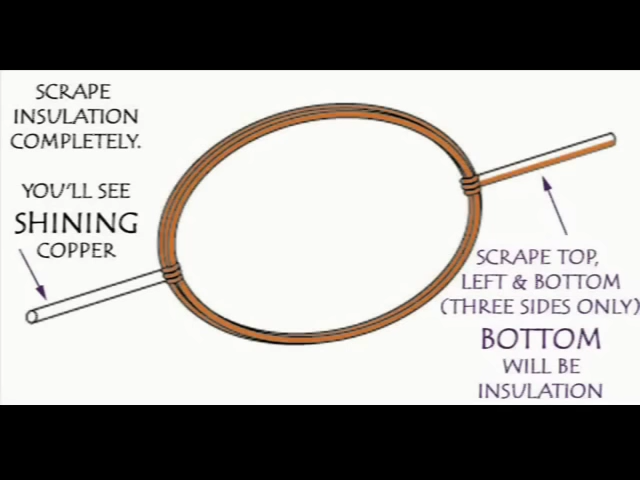 SCRAPE
INSULATION
COMPLETELY.
YOU'LL SEE
SHINING
COPPER
SCRAPE TOP,
LEFT & BOTTOM
(THREE SIDES ONLY)
BOTTOM
WILL BE
INSULATION